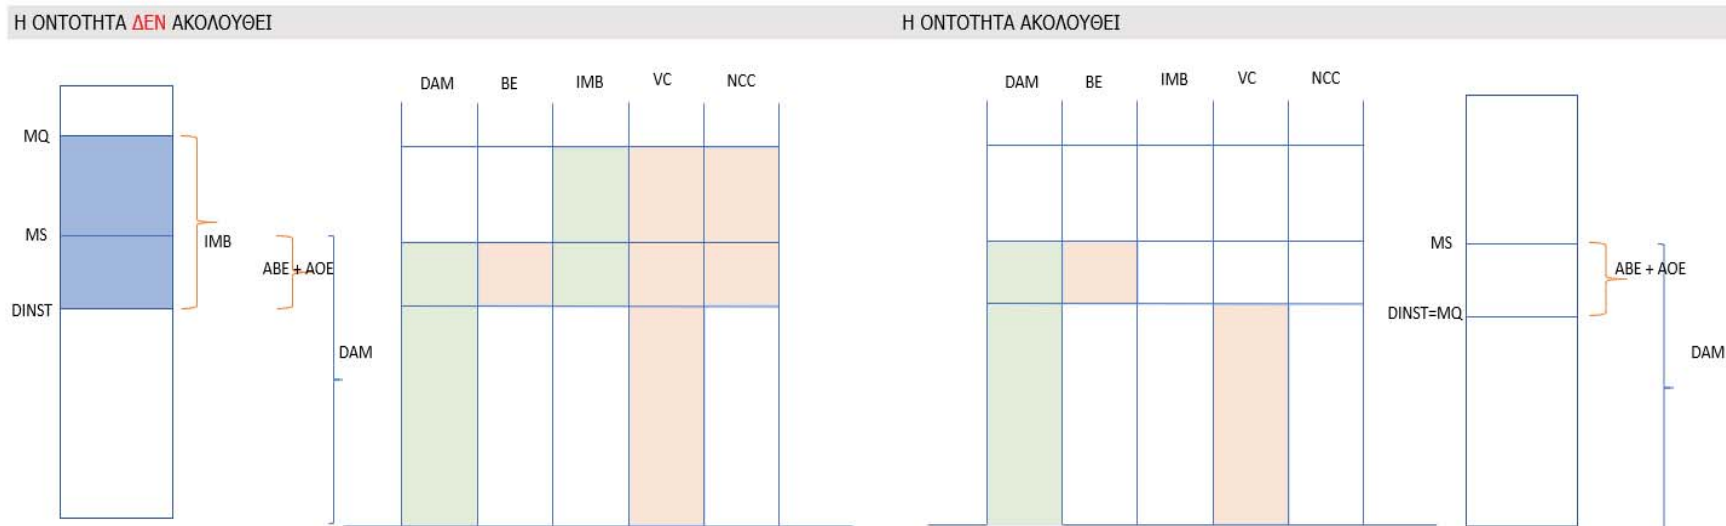 Η ΟΝΤΟΤΗΤΑ ΔΕΝ ΑΚΟΛΟΥΘΕΙ
MQ
MS
DINST
IMB
ABE + AOE
DAM
DAM BE IMB VC NCC
Η ΟΝΤΟΤΗΤΑ ΑΚΟΛΟΥΘΕΙ
DAM BE IMB VC NCC
MS
DINST=MQ
ABE + AOE
DAM